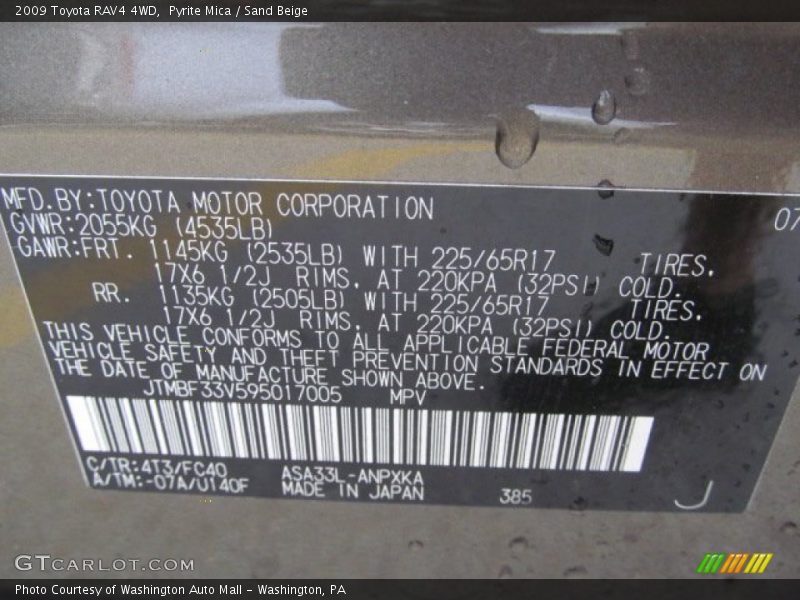 2009 Toyota RAV4 4WD, Pyrite Mica / Sand Beige
MFD.BY:TOYOTA MOTOR CORPORATION 07
GVWR:2055KG (4535LB)
GAWR:FRT. 1145KG (2535LB) WITH 225/65R17 TIRES.
17X6 1/2J RIMS, AT 220KPA (32PSI) COLD.
RR. 1135KG (2505LB) WITH 225/65R17 TIRES.
17X6 1/2J RIMS, AT 220KPA (32PSI) COLD.
THIS VEHICLE CONFORMS TO ALL APPLICABLE FEDERAL MOTOR
VEHICLE SAFETY AND THEFT PREVENTION STANDARDS IN EFFECT ON
THE DATE OF MANUFACTURE SHOWN ABOVE.
JTMBF33V595017005 MPV
C/TR:4T3/FC40 ASA33L-ANPXKA
A/TM:-07A/U140F MADE IN JAPAN 385 J
GTCARLOT.COM
Photo Courtesy of Washington Auto Mall - Washington, PA